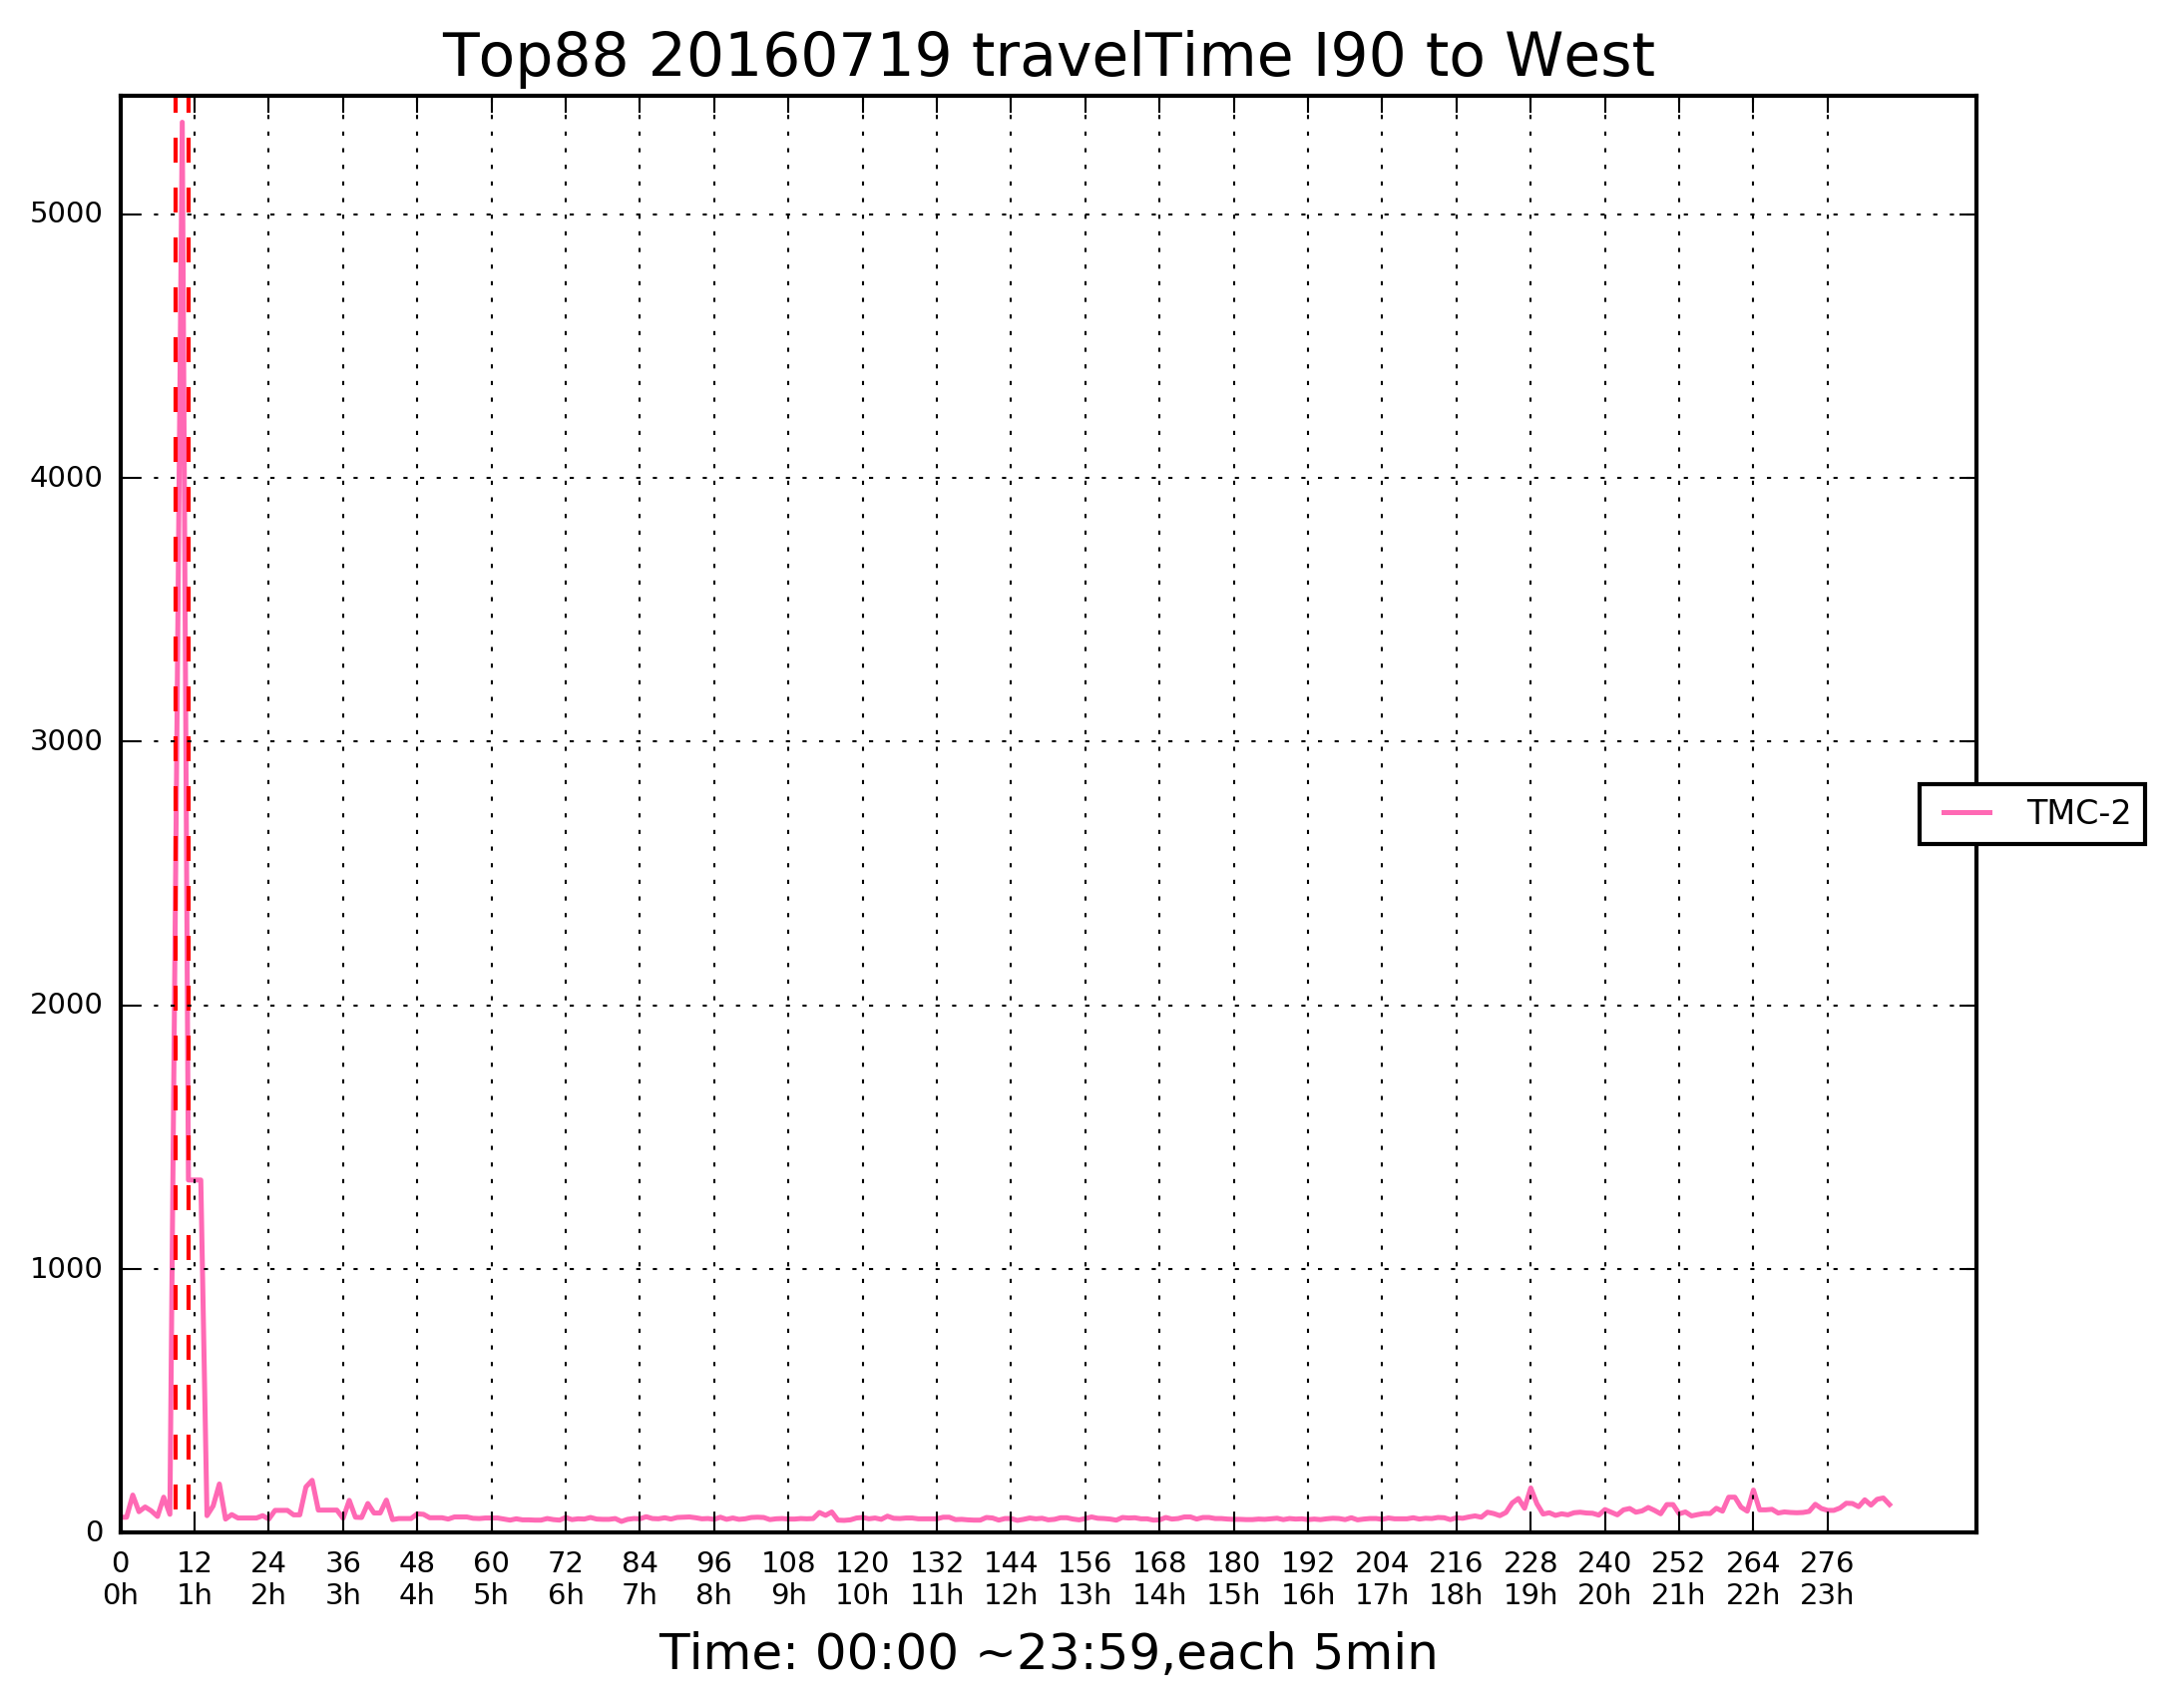 Top88 20160719 travelTime I90 to West
5000
4000
3000
2000
1000
0
TMC-2
0 12 24 36 48 60 72 84 96 108 120 132 144 156 168 180 192 204 216 228 240 252 264 276
0h 1h 2h 3h 4h 5h 6h 7h 8h 9h 10h 11h 12h 13h 14h 15h 16h 17h 18h 19h 20h 21h 22h 23h
Time: 00:00 ~23:59,each 5min